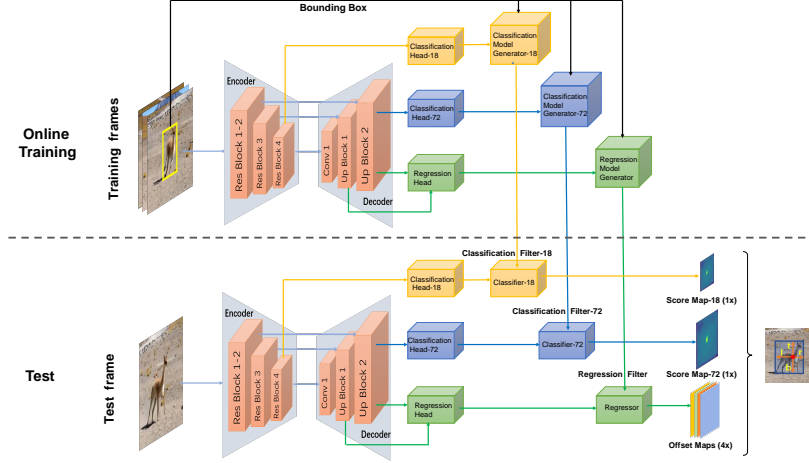 Bounding Box
Classification
Head-18
Classification
Model
Generator-18
Encoder
Online
Training
Training frames
Res Block 1-2
Res Block 3
Res Block 4
Conv 1
Up Block 1
Up Block 2
Classification
Head-72
Classification
Model
Generator-72
Regression
Head
Regression
Model
Generator
Decoder
Classification Filter-18
Classification
Head-18
Classifier-18
Score Map-18 (1x)
Encoder
Classification Filter-72
Test
Test frame
Res Block 1-2
Res Block 3
Res Block 4
Conv 1
Up Block 1
Up Block 2
Classification
Head-72
Classifier-72
Score Map-72 (1x)
Regression Filter
Regression
Head
Regressor
Decoder
Offset Maps (4x)